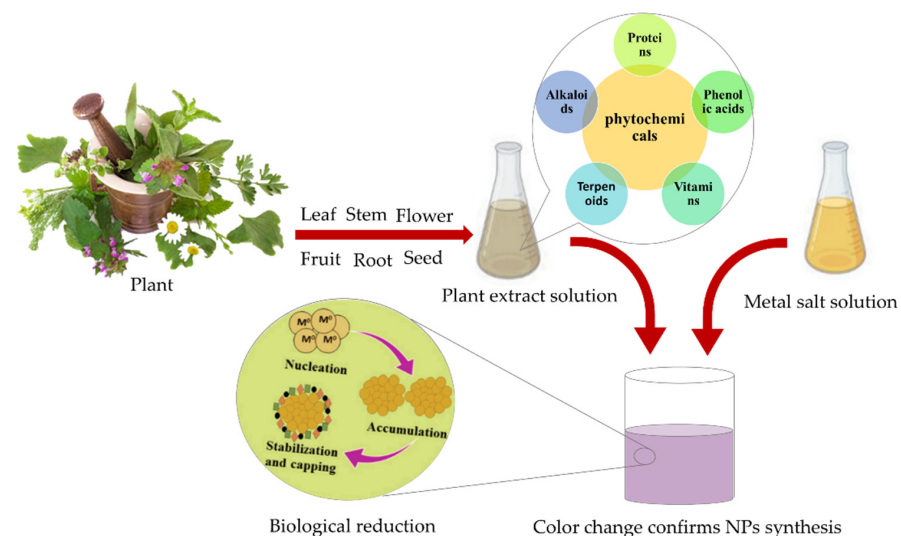 Protei
ns
Alkaloi
ds
Phenol
ic acids
phytochemi
cals
Terpen
oids
Vitami
ns
Leaf Stem Flower
Fruit Root Seed
Plant
Plant extract solution
Metal salt solution
M⁰
M⁰
M⁰
M⁰
M⁰
Nucleation
Accumulation
Stabilization
and capping
Biological reduction
Color change confirms NPs synthesis